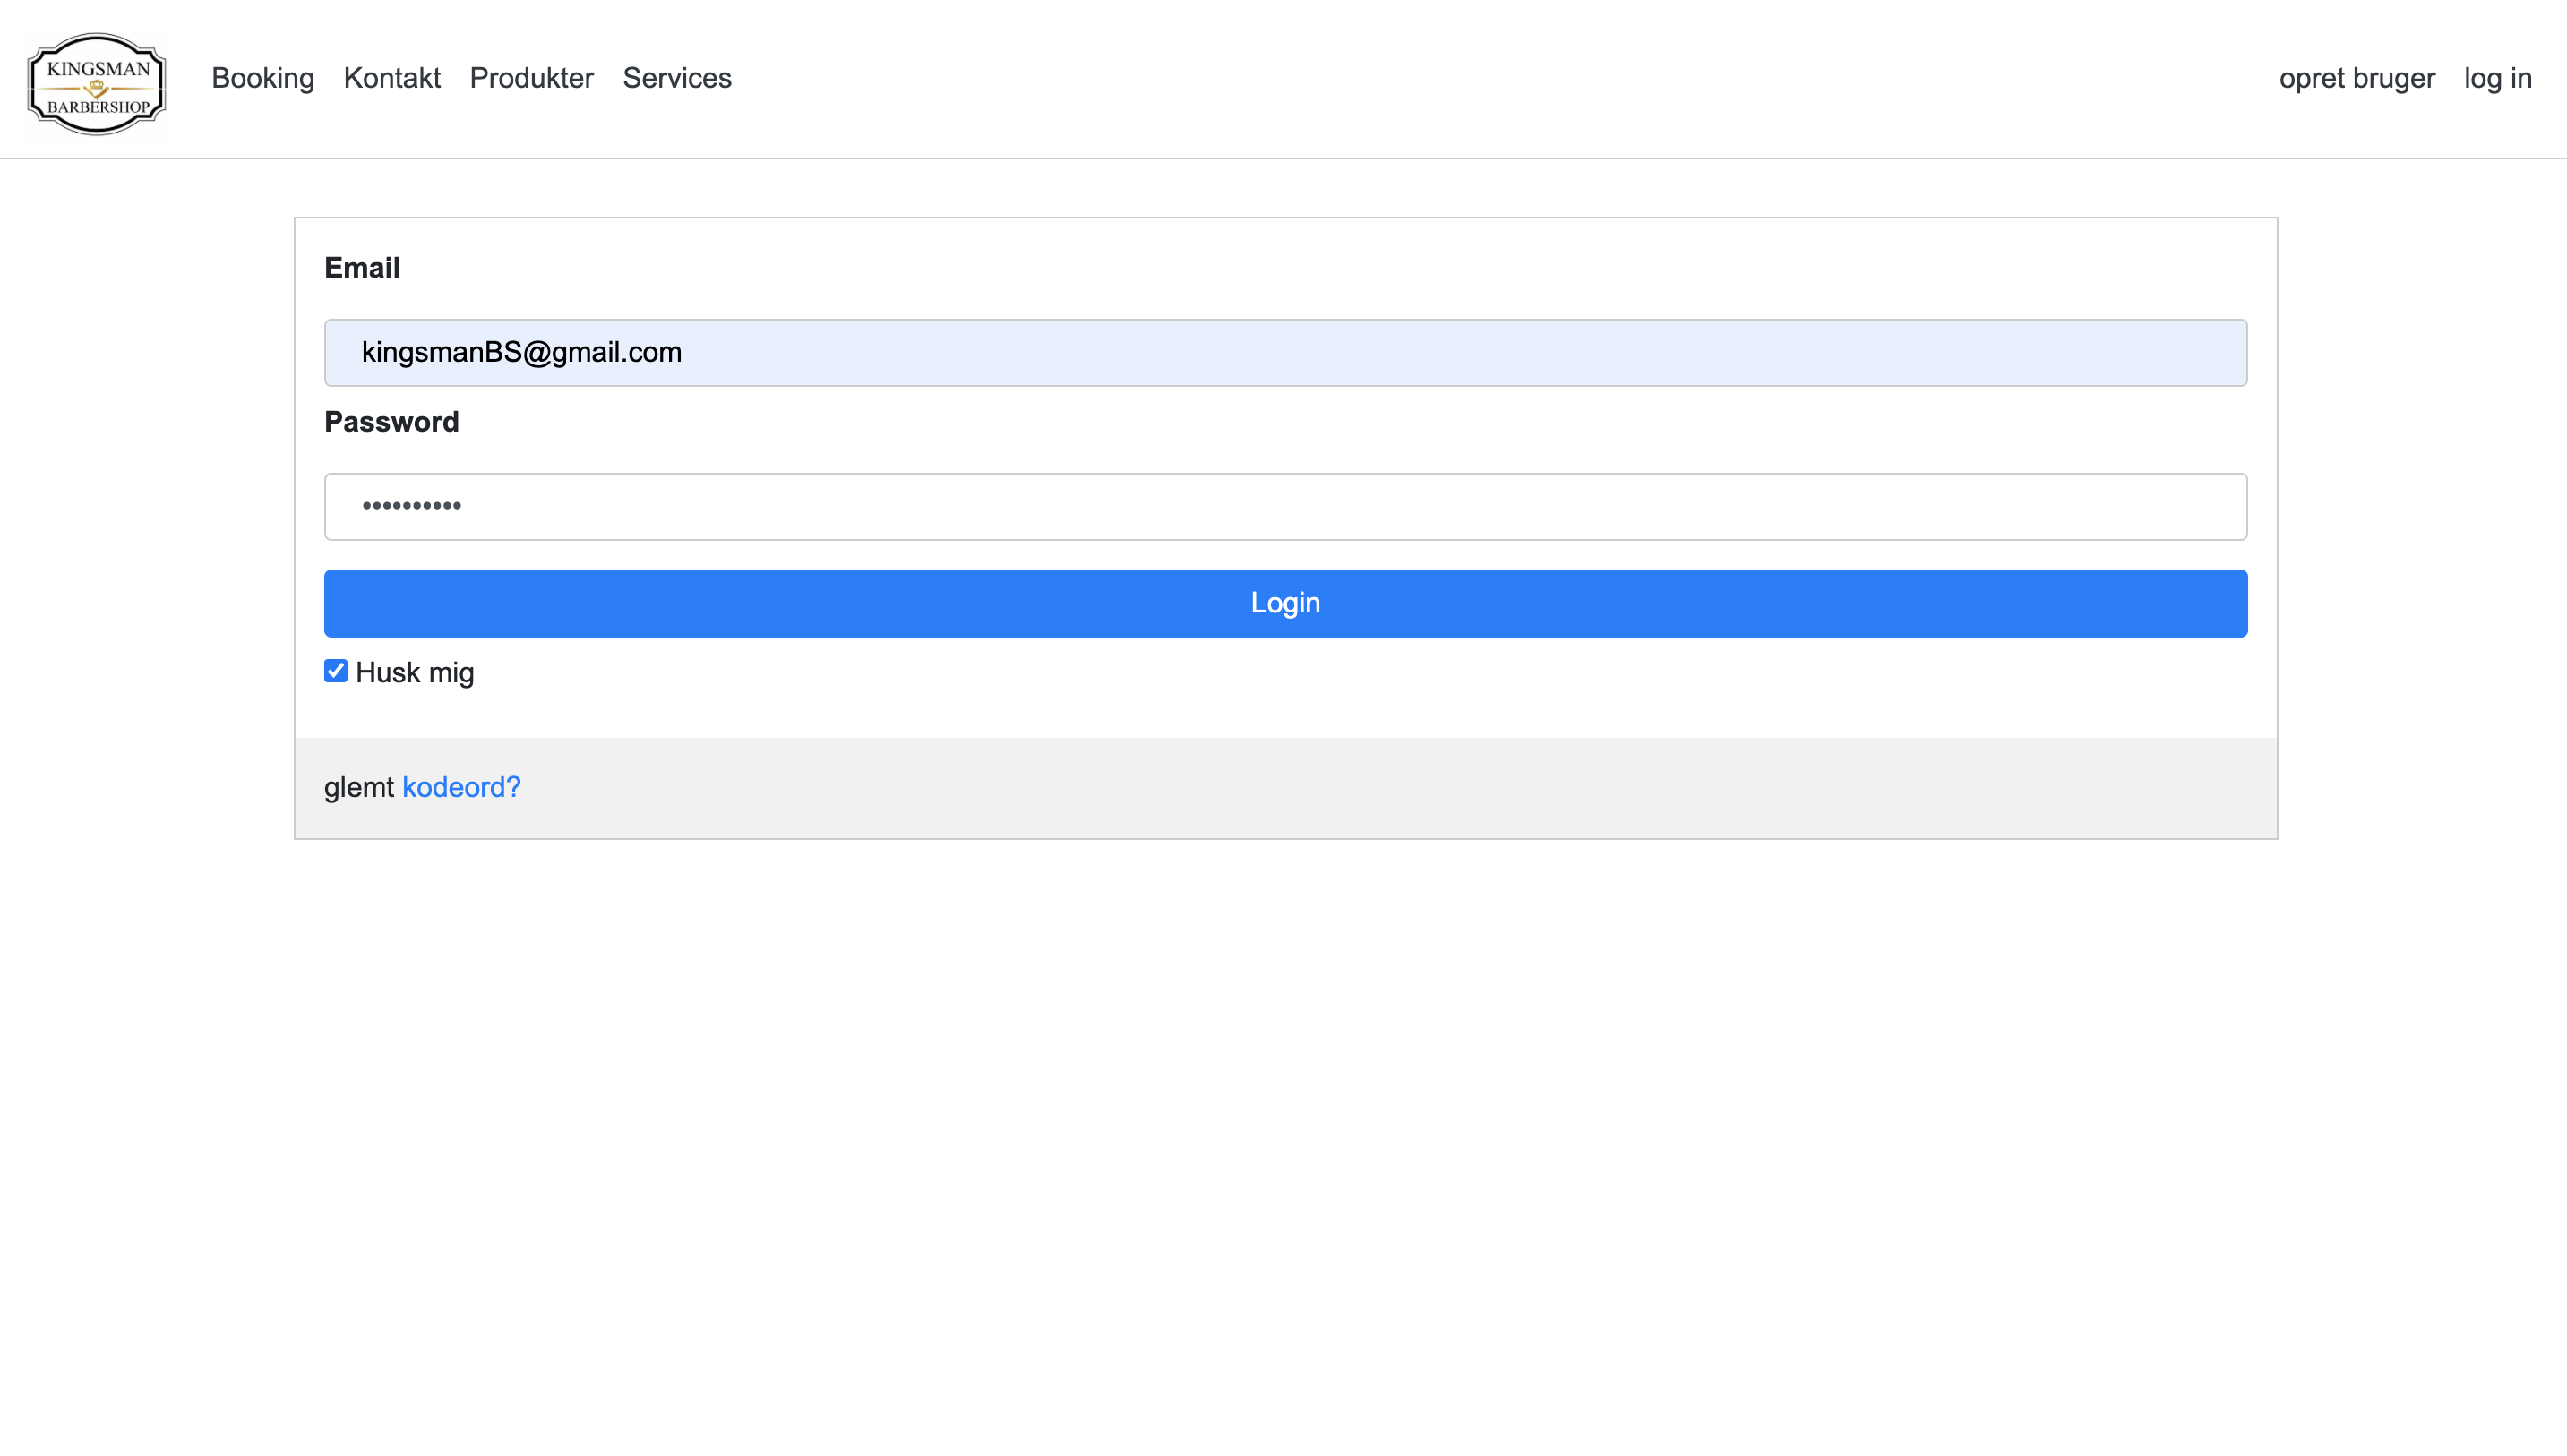 KINGSMAN
BARBERSHOP
Booking Kontakt Produkter Services opret bruger log in
Email
kingsmanBS@gmail.com
Password
••••••••••
Login
Husk mig
glemt kodeord?